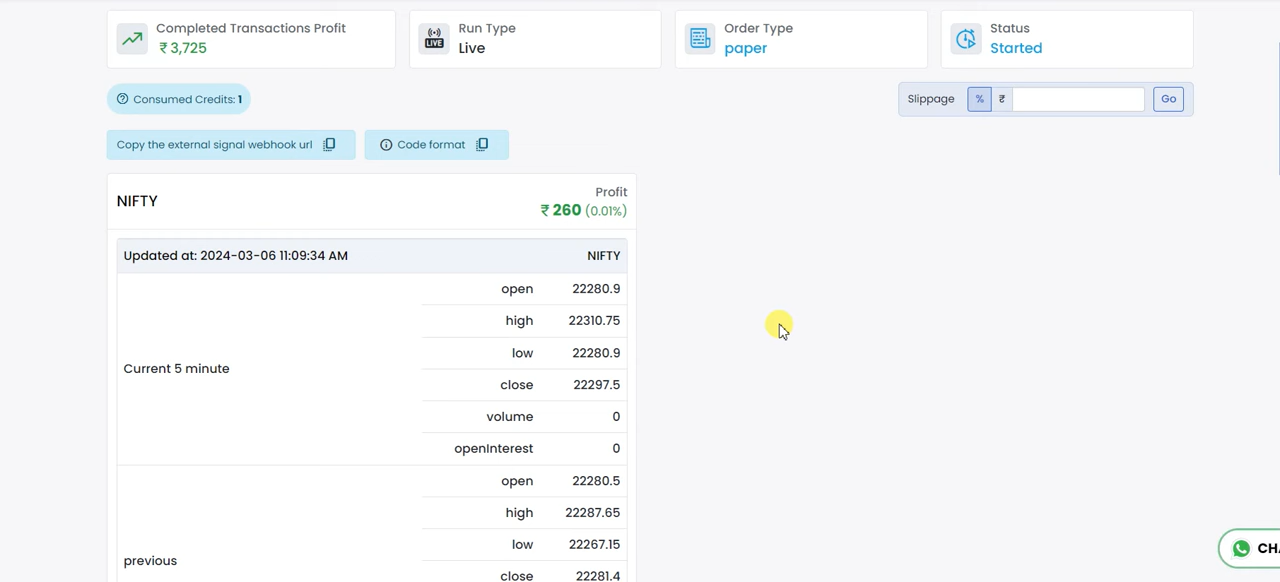 Completed Transactions Profit
₹ 3,725
LIVE
Run Type
Live
Order Type
paper
Status
Started
Consumed Credits: 1
Slippage % ₹ Go
Copy the external signal webhook url
Code format
NIFTY
Profit
₹ 260 (0.01%)
Updated at: 2024-03-06 11:09:34 AM NIFTY
open 22280.9
high 22310.75
low 22280.9
Current 5 minute
close 22297.5
volume 0
openInterest 0
open 22280.5
high 22287.65
low 22267.15
previous
close 22281.4